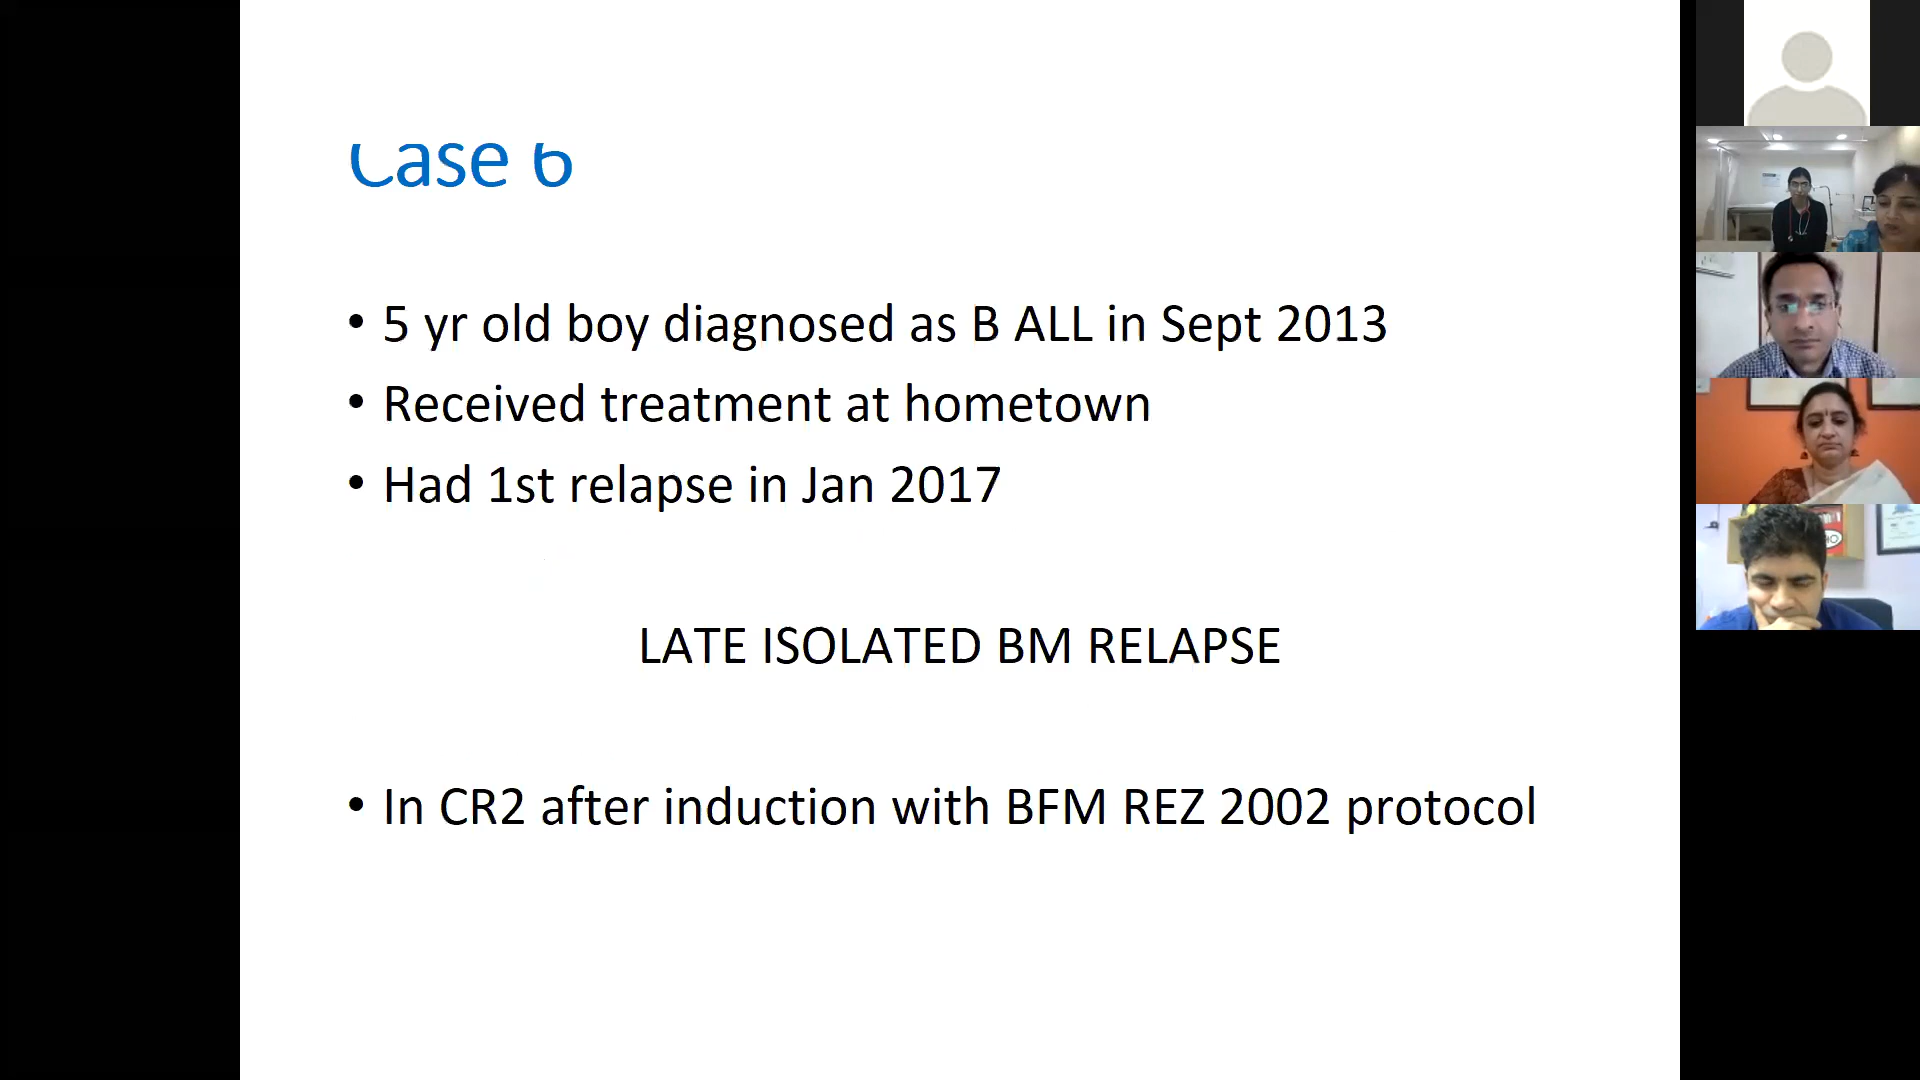 Case 6
• 5 yr old boy diagnosed as B ALL in Sept 2013
• Received treatment at hometown
• Had 1st relapse in Jan 2017
LATE ISOLATED BM RELAPSE
• In CR2 after induction with BFM REZ 2002 protocol